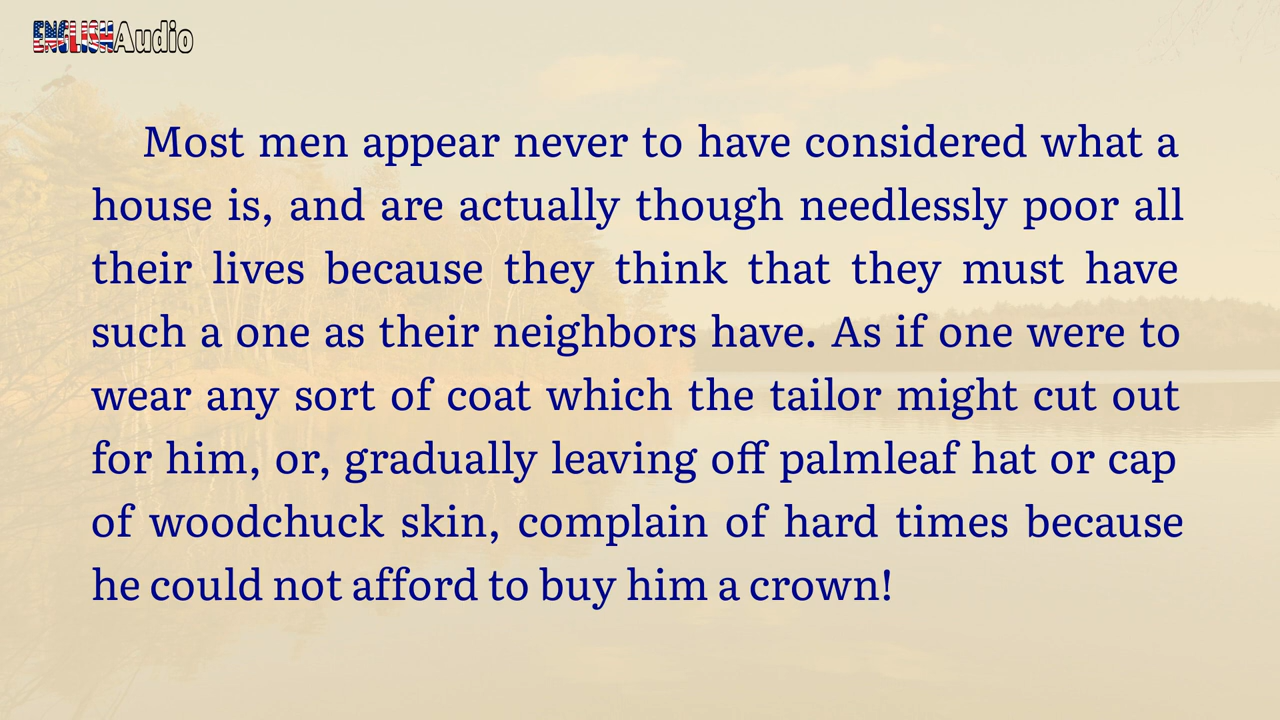 ENGLISHAudio
Most men appear never to have considered what a
house is, and are actually though needlessly poor all
their lives because they think that they must have
such a one as their neighbors have. As if one were to
wear any sort of coat which the tailor might cut out
for him, or, gradually leaving off palmleaf hat or cap
of woodchuck skin, complain of hard times because
he could not afford to buy him a crown!